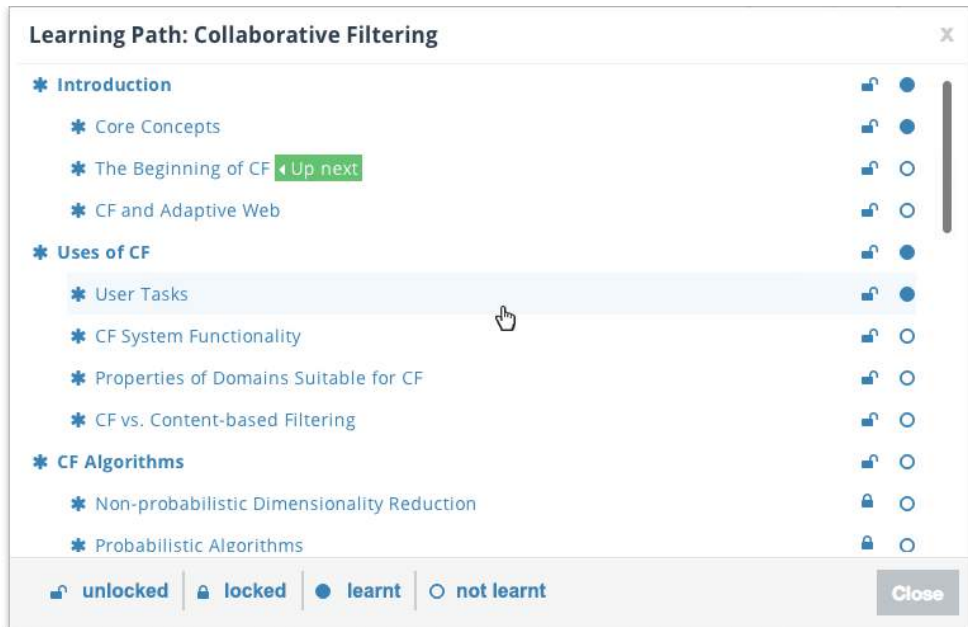 Learning Path: Collaborative Filtering x
Introduction
Core Concepts
The Beginning of CF Up next
CF and Adaptive Web
Uses of CF
User Tasks
CF System Functionality
Properties of Domains Suitable for CF
CF vs. Content-based Filtering
CF Algorithms
Non-probabilistic Dimensionality Reduction
Probabilistic Algorithms
unlocked locked learnt not learnt Close